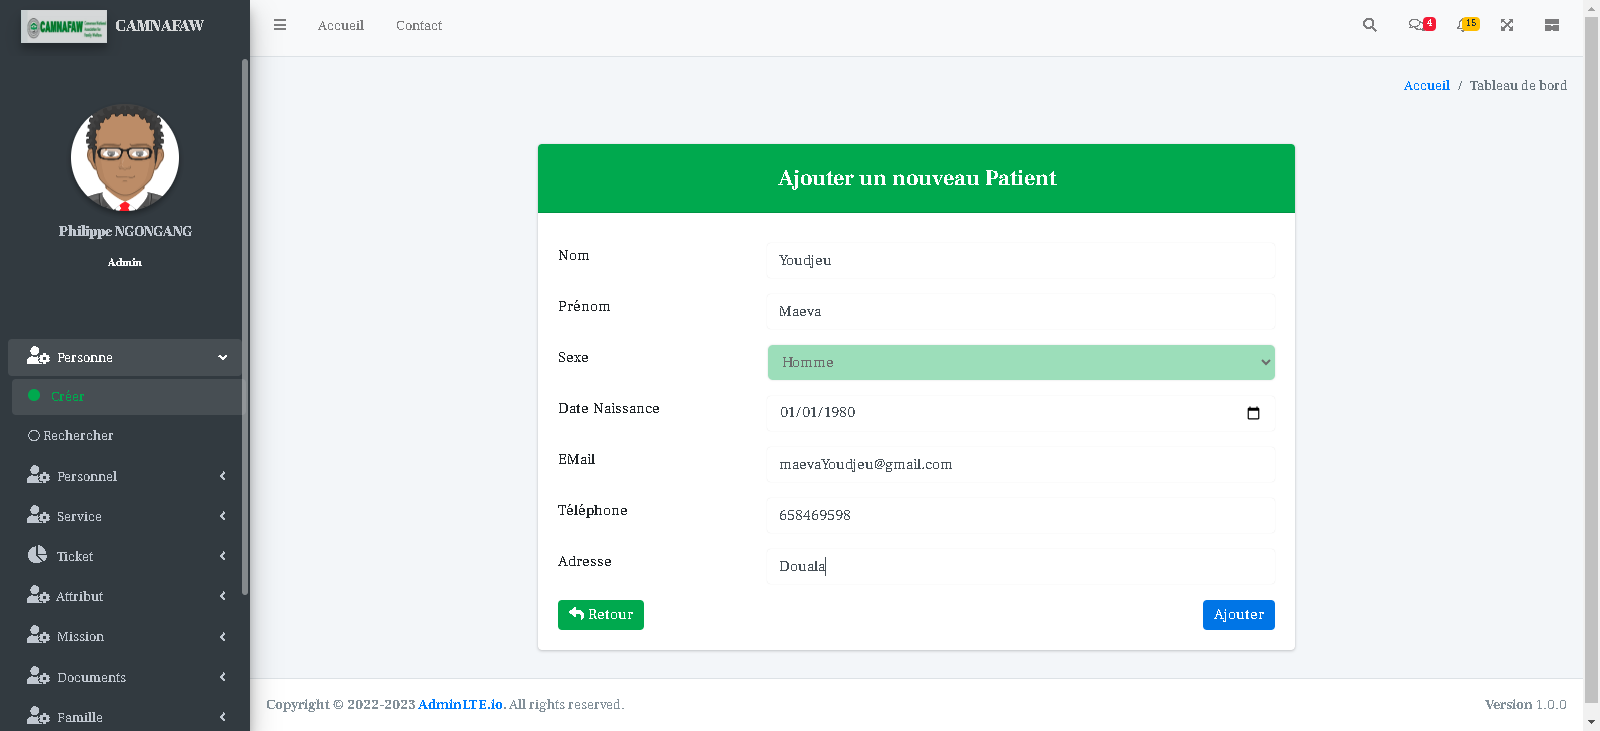 CAMNAFAW CAMNAFAW
Accueil Contact
4 15
Accueil / Tableau de bord
Philippe NGONGANG
Admin
Personne
Créer
Rechercher
Personnel
Service
Ticket
Attribut
Mission
Documents
Famille
Ajouter un nouveau Patient
Nom Youdjeu
Prénom Maeva
Sexe Homme
Date Naissance 01/01/1980
EMail maevaYoudjeu@gmail.com
Téléphone 658469598
Adresse Douala
Retour Ajouter
Copyright © 2022-2023 AdminLTE.io. All rights reserved. Version 1.0.0